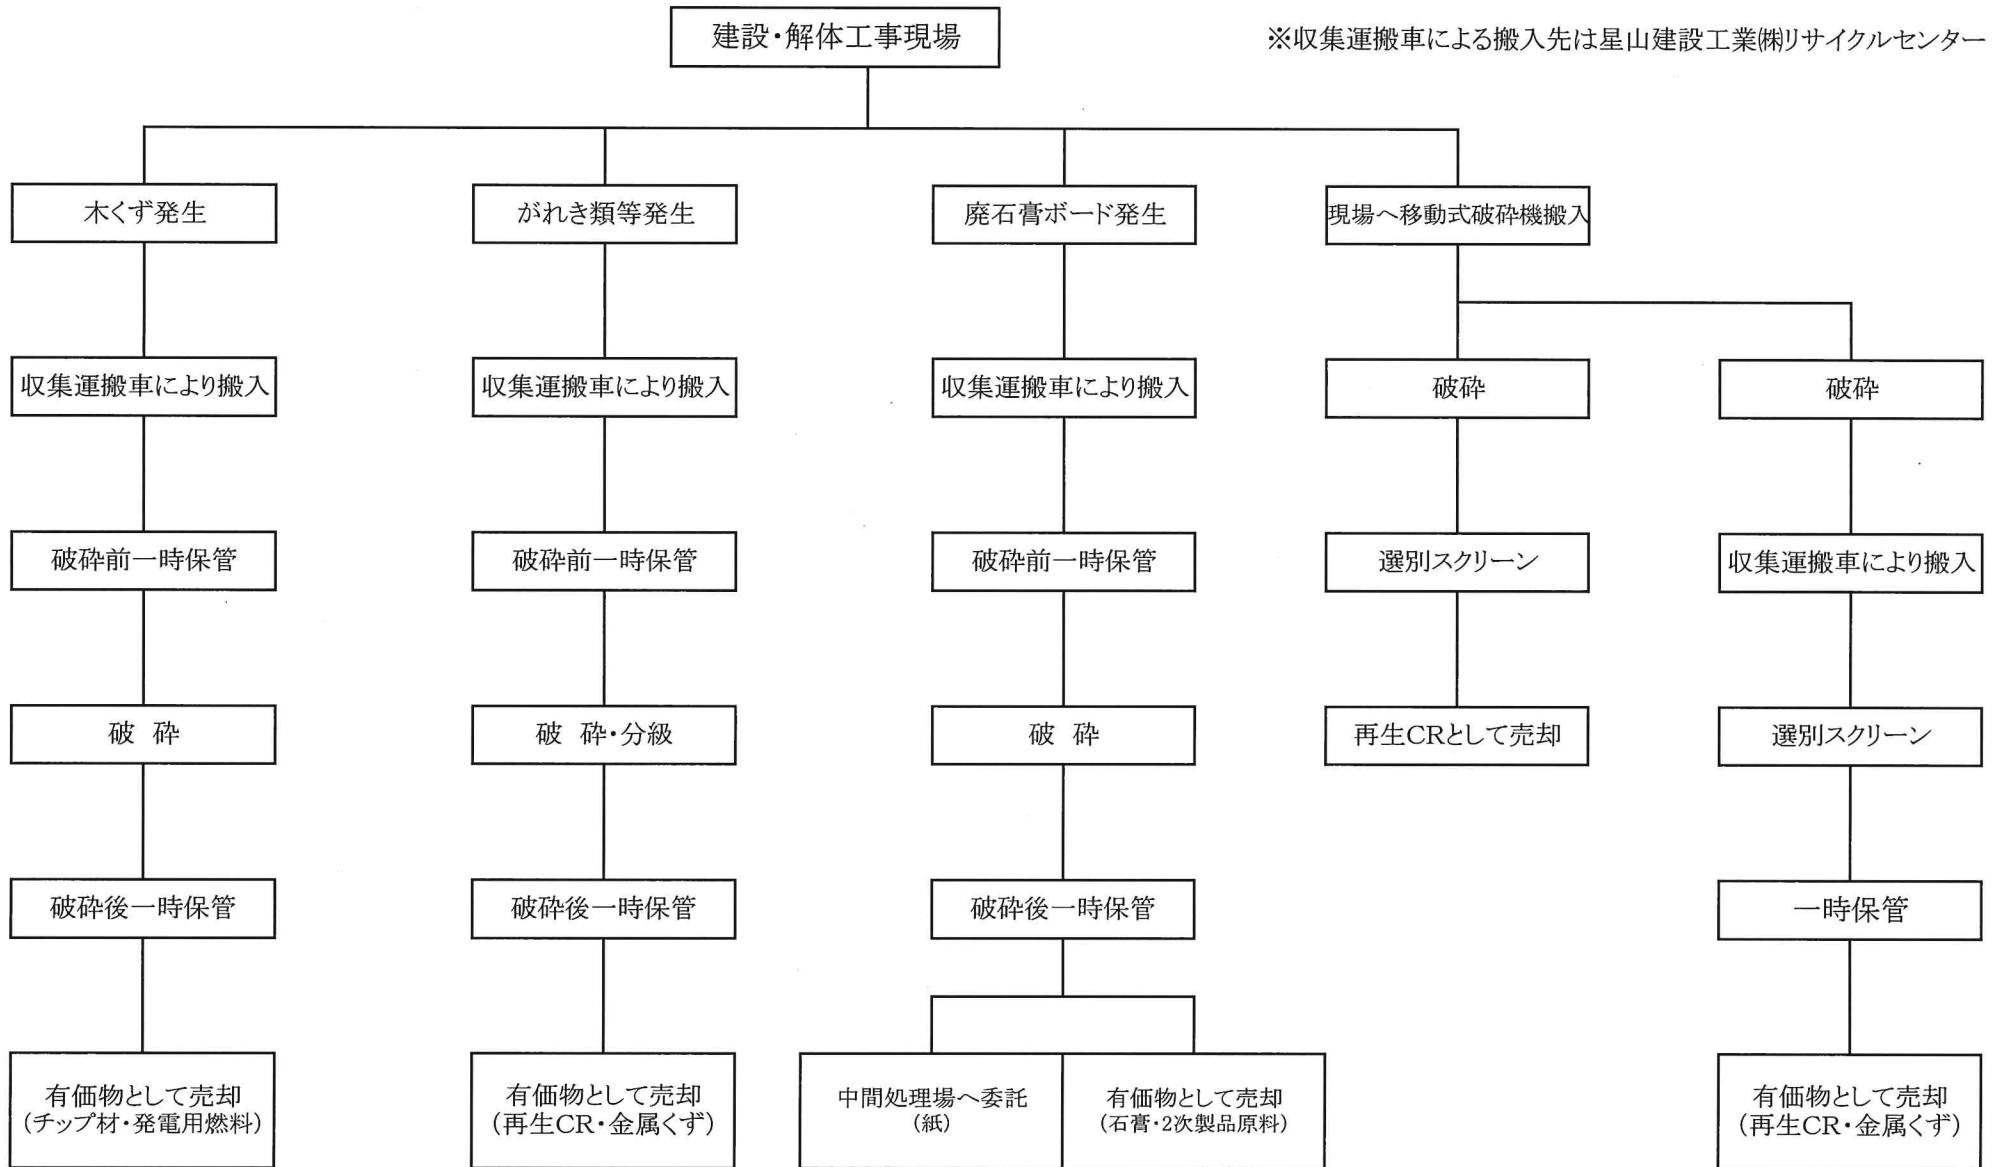 建設・解体工事現場
※収集運搬車による搬入先は星山建設工業㈱リサイクルセンター
木くず発生
がれき類等発生
廃石膏ボード発生
現場へ移動式破砕機搬入
収集運搬車により搬入
収集運搬車により搬入
収集運搬車により搬入
破砕
破砕
破砕前一時保管
破砕前一時保管
破砕前一時保管
選別スクリーン
収集運搬車により搬入
破 砕
破 砕・分級
破 砕
再生CRとして売却
選別スクリーン
破砕後一時保管
破砕後一時保管
破砕後一時保管
一時保管
有価物として売却
(チップ材・発電用燃料)
有価物として売却
(再生CR・金属くず)
中間処理場へ委託
(紙)
有価物として売却
(石膏・2次製品原料)
有価物として売却
(再生CR・金属くず)